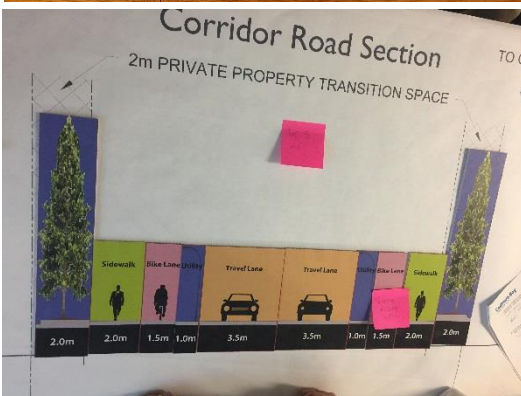 Corridor Road Section
TO
2m PRIVATE PROPERTY TRANSITION SPACE
Sidewalk
Bike Lane
Utility
Travel Lane
Travel Lane
Utility
Bike Lane
Sidewalk
2.0m
2.0m
1.5m
1.0m
3.5m
3.5m
1.0m
1.5m
2.0m
2.0m